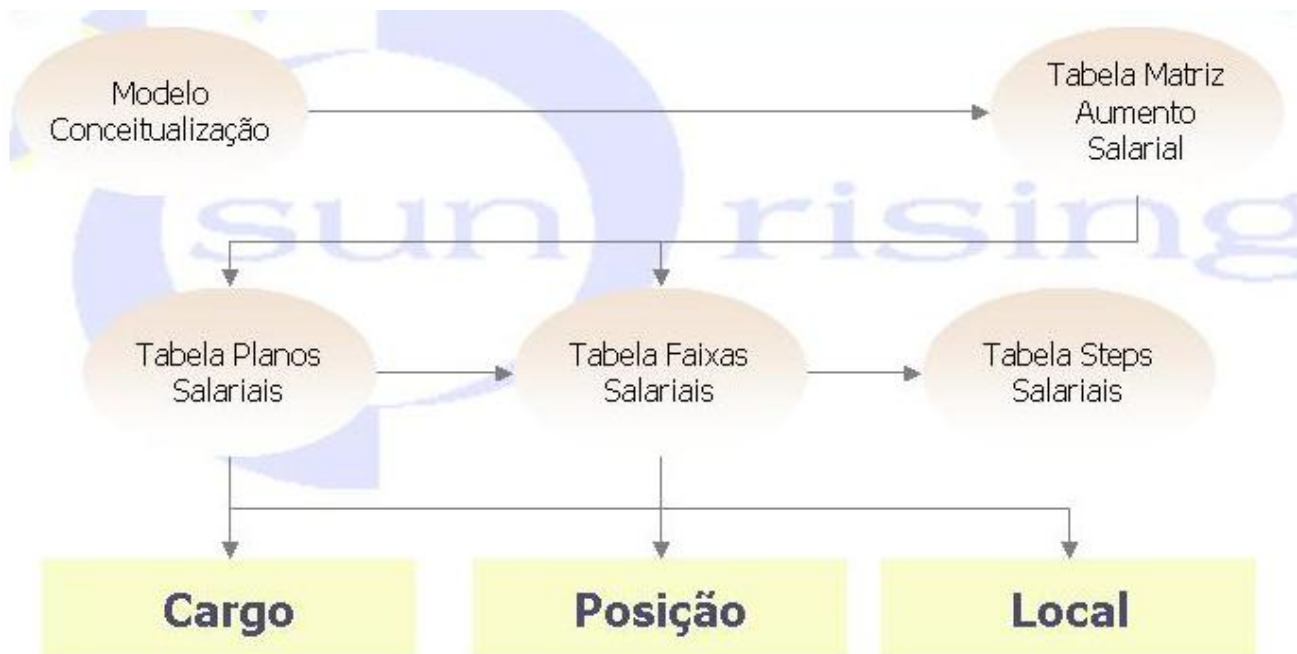 Modelo
Conceitualização
Tabela Matriz
Aumento
Salarial
sun rising
Tabela Planos
Salariais
Tabela Faixas
Salariais
Tabela Steps
Salariais
Cargo
Posição
Local